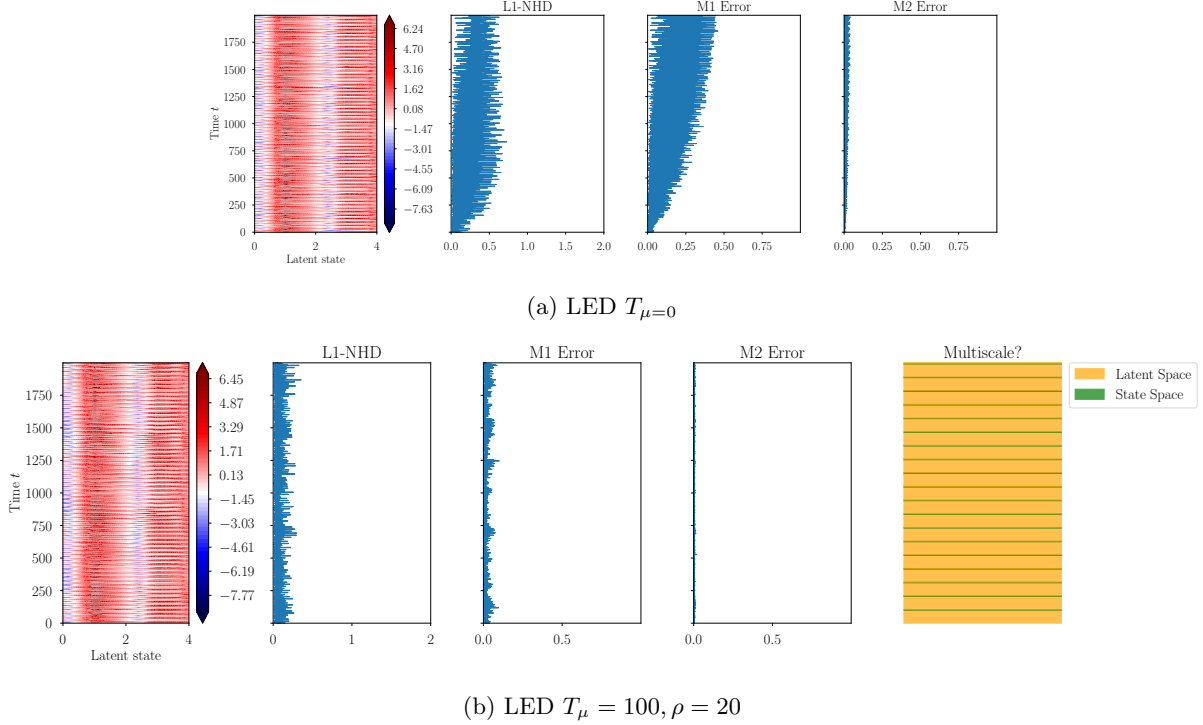 L1-NHD M1 Error M2 Error
1750
1500
1250
1000
750
500
250
0
Time t
0 2 4
Latent state
6.24
4.70
3.16
1.62
0.08
−1.47
−3.01
−4.55
−6.09
−7.63
0.0 0.5 1.0 1.5 2.0
0.00 0.25 0.50 0.75
0.00 0.25 0.50 0.75
(a) LED T_{μ=0}
L1-NHD M1 Error M2 Error Multiscale?
1750
1500
1250
1000
750
500
250
0
Time t
0 2 4
Latent state
6.45
4.87
3.29
1.71
0.13
−1.45
−3.03
−4.61
−6.19
−7.77
0 1 2
0.0 0.5
0.0 0.5
Latent Space
State Space
(b) LED T_μ = 100, ρ = 20